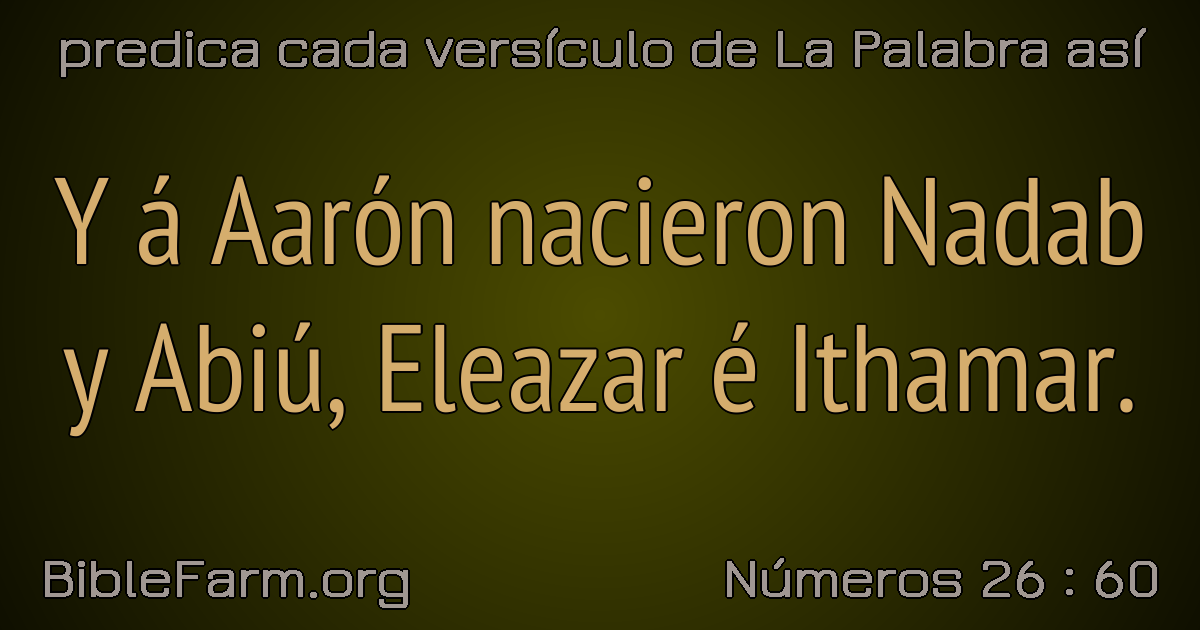 predica cada versículo de La Palabra así
Y á Aarón nacieron Nadab
y Abiú, Eleazar é Ithamar.
BibleFarm.org
Números 26 : 60